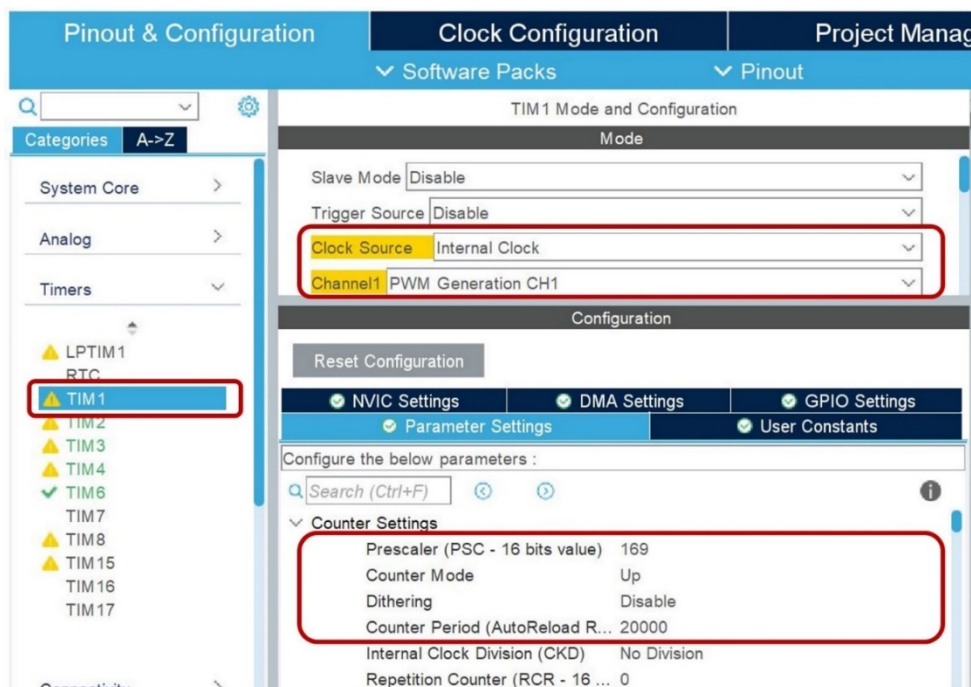 Pinout & Configuration
Clock Configuration
Project Manag
Software Packs
Pinout
Categories
A->Z
System Core
Analog
Timers
LPTIM1
RTC
TIM1
TIM2
TIM3
TIM4
TIM6
TIM7
TIM8
TIM15
TIM16
TIM17
Connectivity
TIM1 Mode and Configuration
Mode
Slave Mode Disable
Trigger Source Disable
Clock Source Internal Clock
Channel1 PWM Generation CH1
Configuration
Reset Configuration
NVIC Settings
DMA Settings
GPIO Settings
Parameter Settings
User Constants
Configure the below parameters :
Search (Ctrl+F)
Counter Settings
Prescaler (PSC - 16 bits value) 169
Counter Mode Up
Dithering Disable
Counter Period (AutoReload R... 20000
Internal Clock Division (CKD) No Division
Repetition Counter (RCR - 16 ... 0